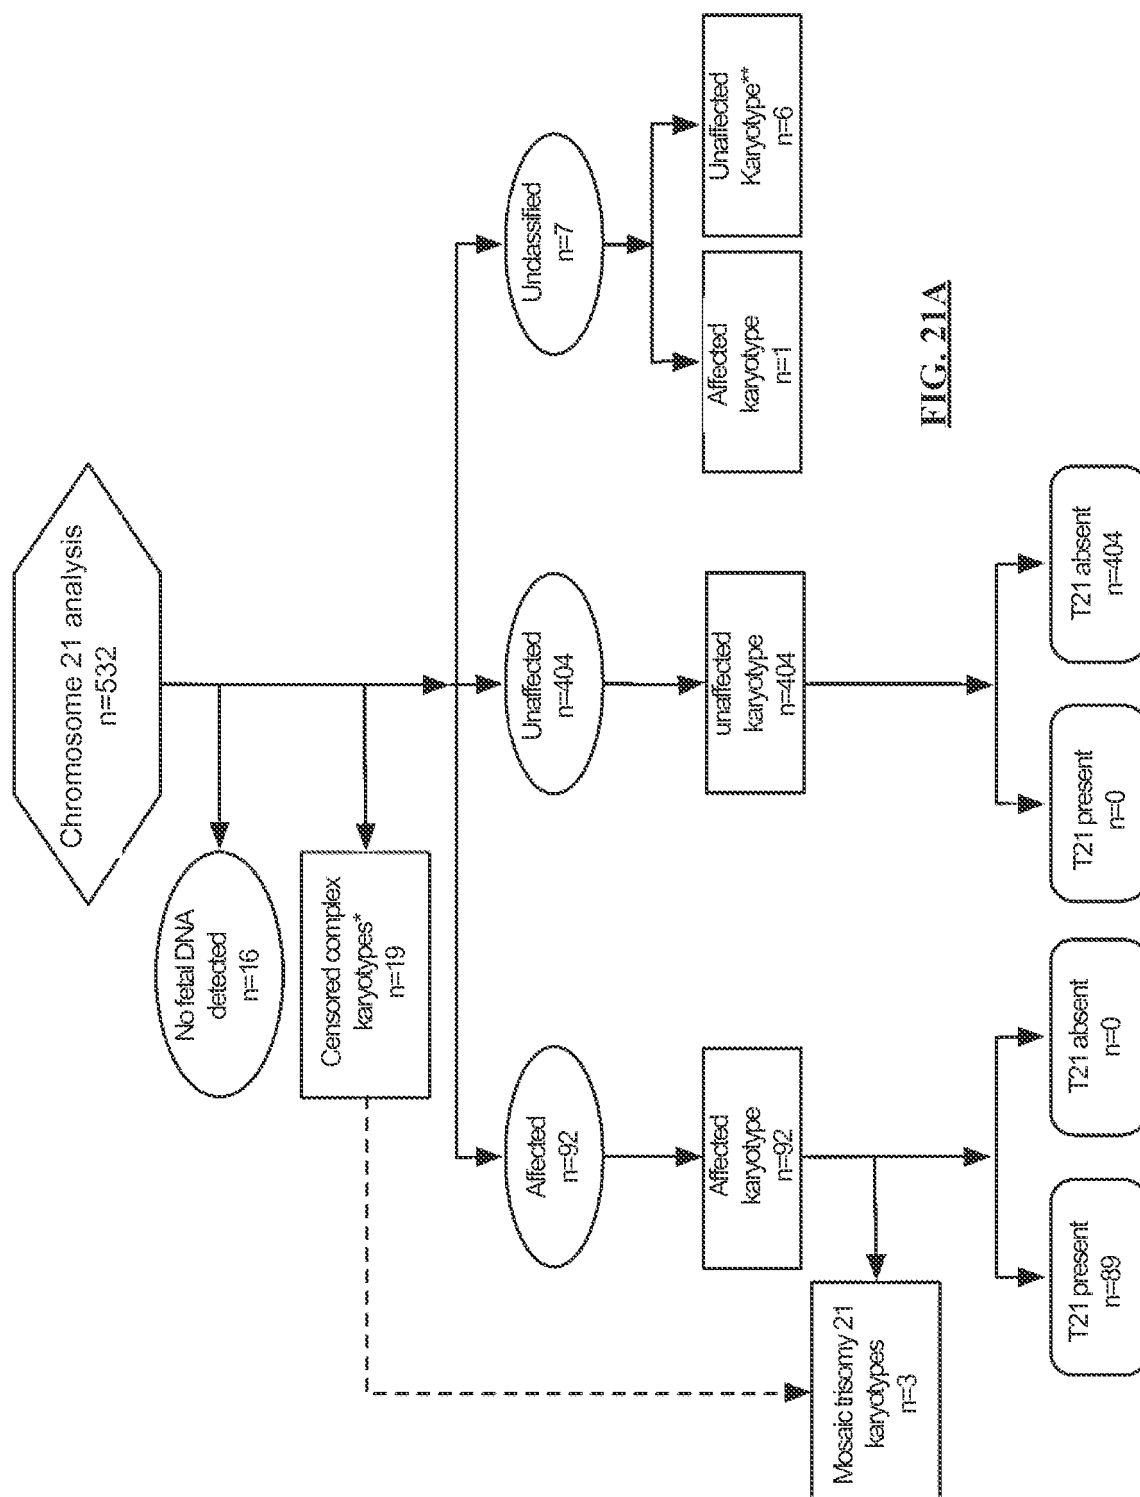 Chromosome 21 analysis
n=532
No fetal DNA
detected
n=16
Censored complex
karyotypes*
n=19
Affected
n=92
Unaffected
n=404
Unclassified
n=7
Affected
karyotype
n=92
unaffected
karyotype
n=404
Affected
karyotype
n=1
Unaffected
Karyotype**
n=6
Mosaic trisomy 21
karyotypes
n=3
T21 present
n=89
T21 absent
n=0
T21 present
n=0
T21 absent
n=404
FIG. 21A